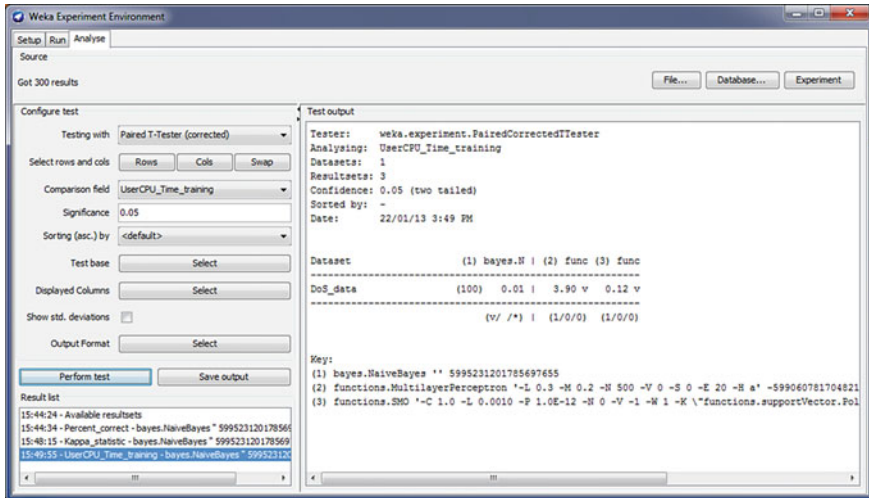 Weka Experiment Environment
Setup Run Analyse
Source
Got 300 results
File... Database... Experiment
Configure test
Testing with Paired T-Tester (corrected)
Select rows and cols Rows Cols Swap
Comparison field UserCPU_Time_training
Significance 0.05
Sorting (asc.) by <default>
Test base Select
Displayed Columns Select
Show std. deviations
Output Format Select
Perform test Save output
Result list
15:44:24 - Available resultsets
15:44:34 - Percent_correct - bayes.NaiveBayes '' 5995231201785697
15:48:15 - Kappa_statistic - bayes.NaiveBayes '' 599523120178569
15:49:55 - UserCPU_Time_training - bayes.NaiveBayes '' 59952312
Test output
Tester: weka.experiment.PairedCorrectedTTester
Analysing: UserCPU_Time_training
Datasets: 1
Resultsets: 3
Confidence: 0.05 (two tailed)
Sorted by: -
Date: 22/01/13 3:49 PM
Dataset (1) bayes.N | (2) func (3) func
------------------------------------------------------------
DoS_data (100) 0.01 | 3.90 v 0.12 v
------------------------------------------------------------
(v/ /*) | (1/0/0) (1/0/0)
Key:
(1) bayes.NaiveBayes '' 5995231201785697655
(2) functions.MultilayerPerceptron '-L 0.3 -M 0.2 -N 500 -V 0 -S 0 -E 20 -H a' -599060781704821
(3) functions.SMO '-C 1.0 -L 0.0010 -P 1.0E-12 -N 0 -V -1 -W 1 -K \"functions.supportVector.Pol